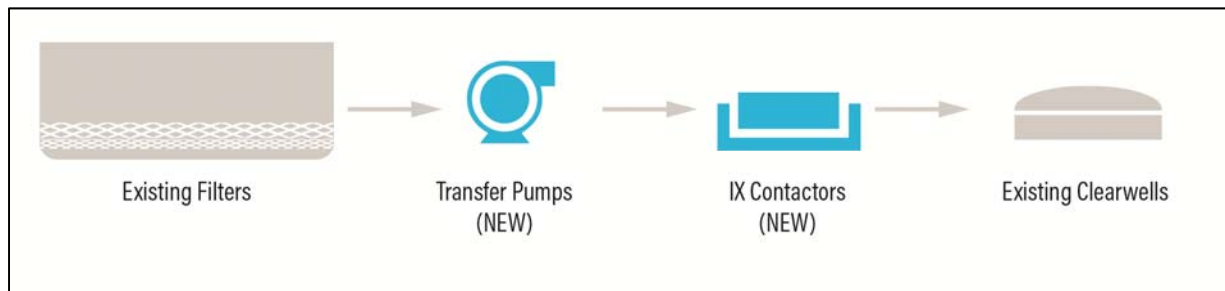 Existing Filters
Transfer Pumps
(NEW)
IX Contactors
(NEW)
Existing Clearwells